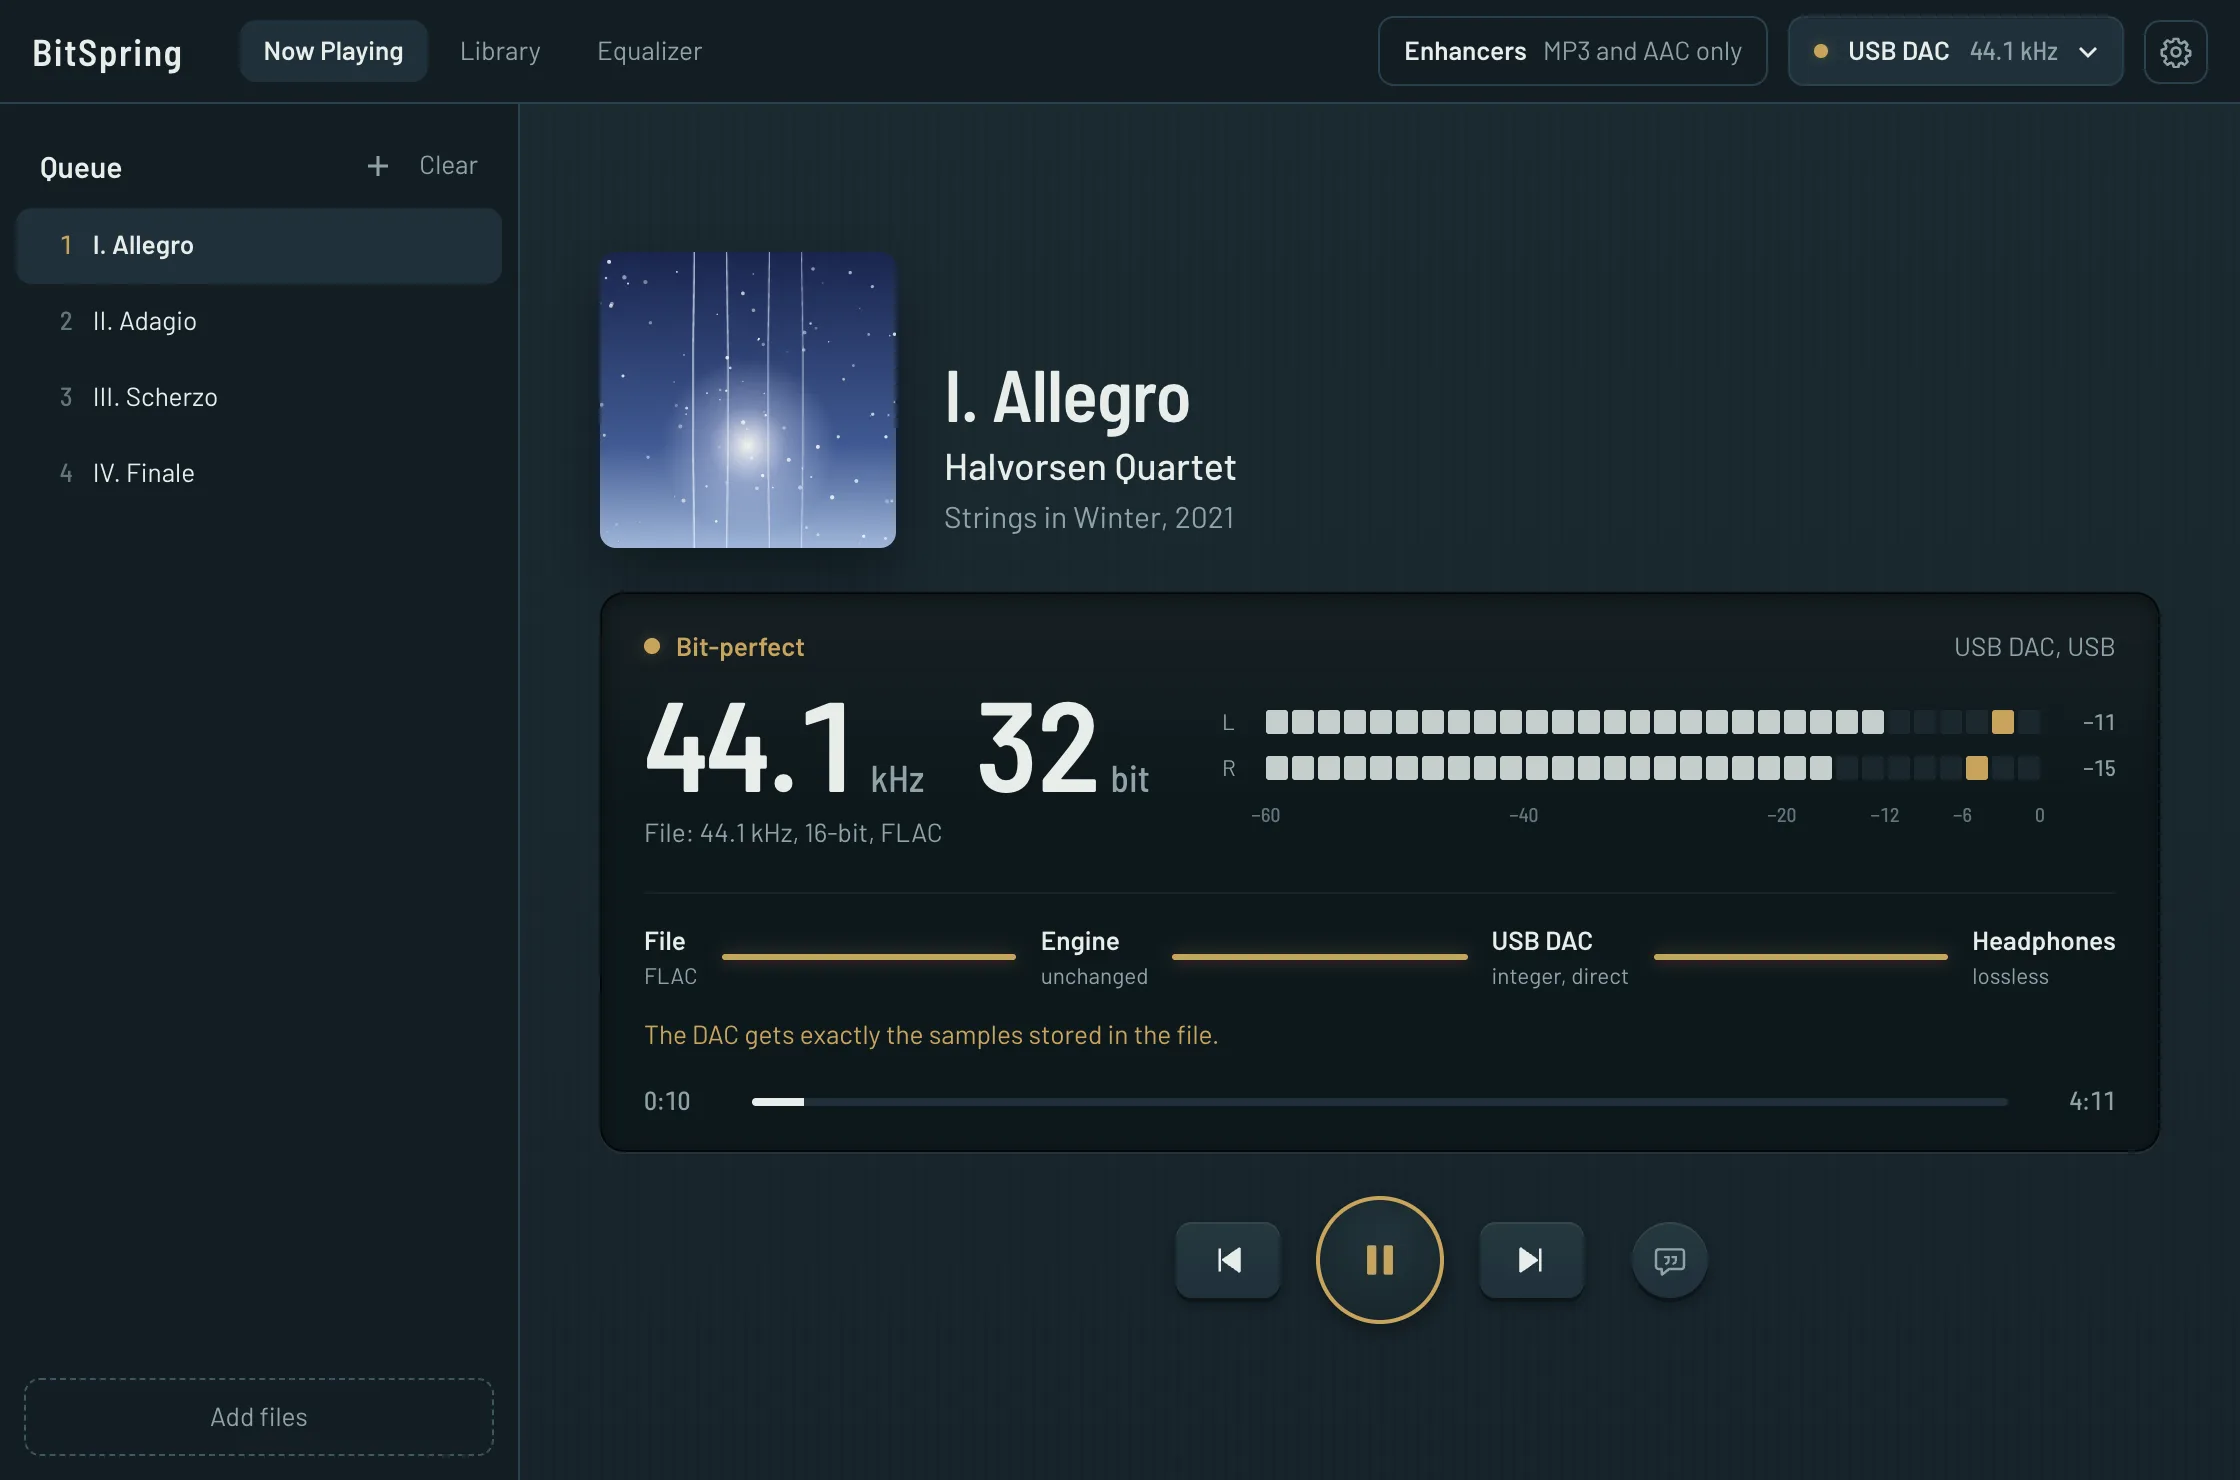 BitSpring
Now Playing
Library
Equalizer
Enhancers MP3 and AAC only
USB DAC 44.1 kHz
Queue
+ Clear
1 I. Allegro
2 II. Adagio
3 III. Scherzo
4 IV. Finale
Add files
I. Allegro
Halvorsen Quartet
Strings in Winter, 2021
Bit-perfect
USB DAC, USB
44.1 kHz 32 bit
File: 44.1 kHz, 16-bit, FLAC
L -11
R -15
-60 -40 -20 -12 -6 0
File
FLAC
Engine
unchanged
USB DAC
integer, direct
Headphones
lossless
The DAC gets exactly the samples stored in the file.
0:10 4:11